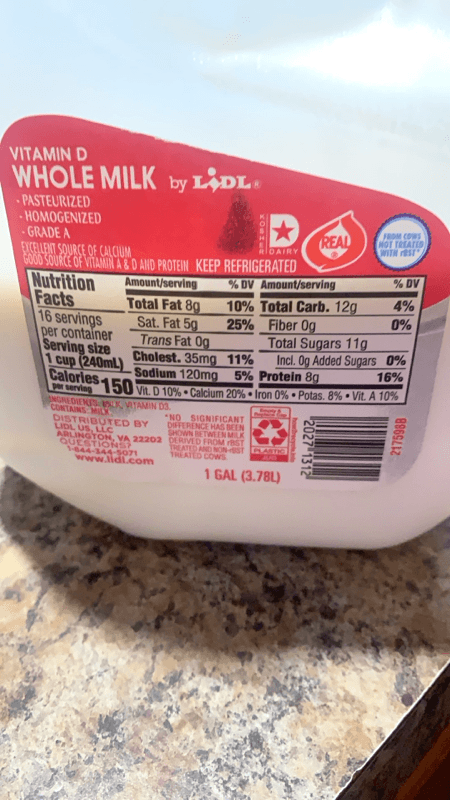 VITAMIN D
WHOLE MILK by LIDL®
- PASTEURIZED
- HOMOGENIZED
- GRADE A
EXCELLENT SOURCE OF CALCIUM
GOOD SOURCE OF VITAMIN A & D AND PROTEIN KEEP REFRIGERATED
KOSHER
D
DAIRY
REAL
®
FROM COWS
NOT TREATED
WITH rBST*
Nutrition
Facts
16 servings
per container
Serving size
1 cup (240mL)
Calories 150
per serving
Amount/serving % DV
Total Fat 8g 10%
Sat. Fat 5g 25%
Trans Fat 0g
Cholest. 35mg 11%
Sodium 120mg 5%
Amount/serving % DV
Total Carb. 12g 4%
Fiber 0g 0%
Total Sugars 11g
Incl. 0g Added Sugars 0%
Protein 8g 16%
Vit. D 10% • Calcium 20% • Iron 0% • Potas. 8% • Vit. A 10%
INGREDIENTS: MILK, VITAMIN D3.
CONTAINS: MILK
DISTRIBUTED BY
LIDL US, LLC
ARLINGTON, VA 22202
QUESTIONS?
1-844-344-5071
www.lidl.com
*NO SIGNIFICANT
DIFFERENCE HAS BEEN
SHOWN BETWEEN MILK
DERIVED FROM rBST
TREATED AND NON-rBST
TREATED COWS.
PLASTIC
1 GAL (3.78L)
20271312
2175988